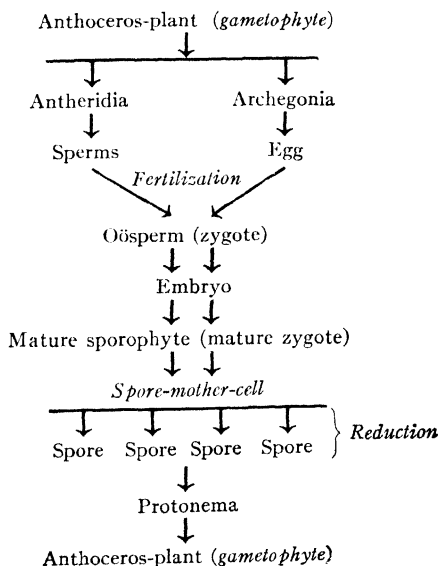 Anthoceros-plant (gametophyte)
Antheridia Archegonia
Sperms Egg
Fertilization
Oösperm (zygote)
Embryo
Mature sporophyte (mature zygote)
Spore-mother-cell
Spore Spore Spore Spore
Reduction
Protonema
Anthoceros-plant (gametophyte)